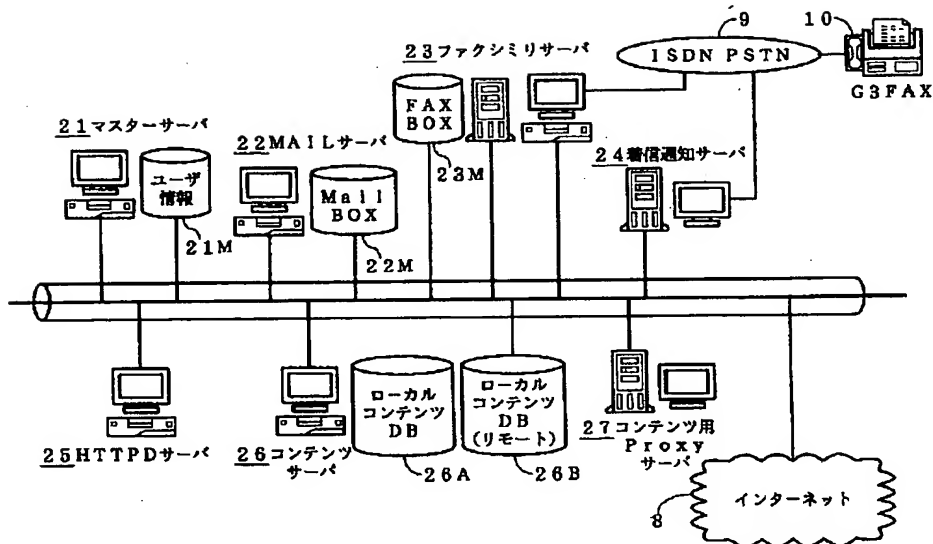 9
10
ISDN PSTN
G3FAX
23ファクシミリサーバ
FAX
BOX
23M
21マスターサーバ
ユーザ
情報
21M
22MAILサーバ
Mail
BOX
22M
24着信通知サーバ
25HTTPDサーバ
26コンテンツ
サーバ
ローカル
コンテンツ
DB
26A
ローカル
コンテンツ
DB
(リモート)
26B
27コンテンツ用
Proxy
サーバ
インターネット
8